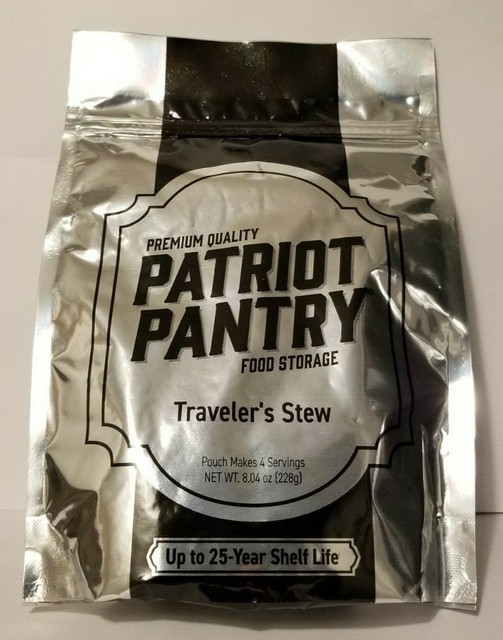 PREMIUM QUALITY
PATRIOT
PANTRY
FOOD STORAGE
Traveler's Stew
Pouch Makes 4 Servings
NET WT. 8.04 oz (228g)
Up to 25-Year Shelf Life